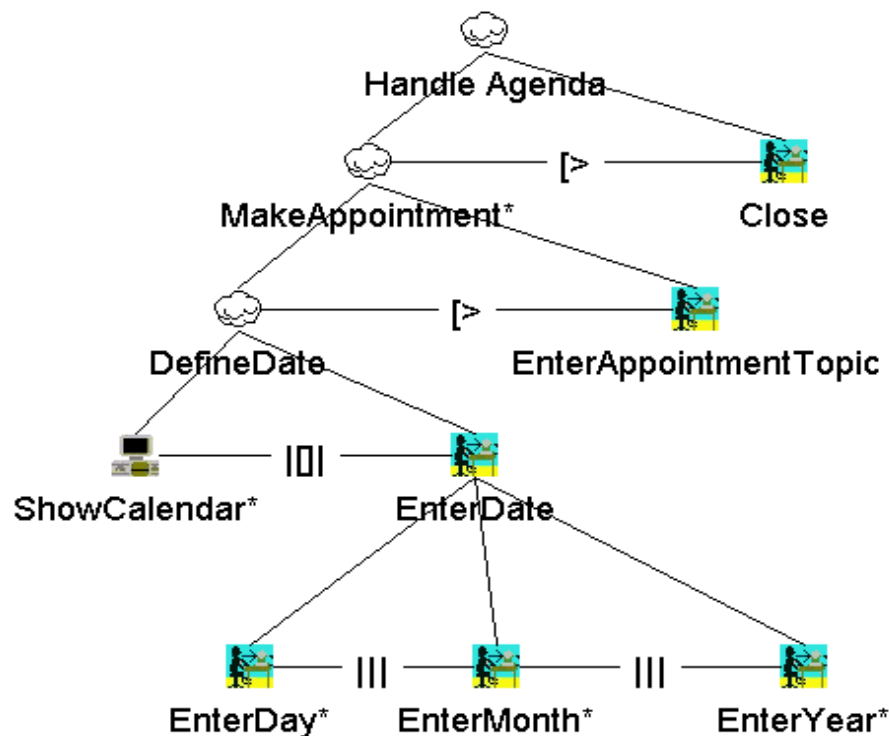 Handle Agenda
[>
MakeAppointment*
Close
[>
DefineDate
EnterAppointmentTopic
|[]|
ShowCalendar*
EnterDate
|||
|||
EnterDay*
EnterMonth*
EnterYear*